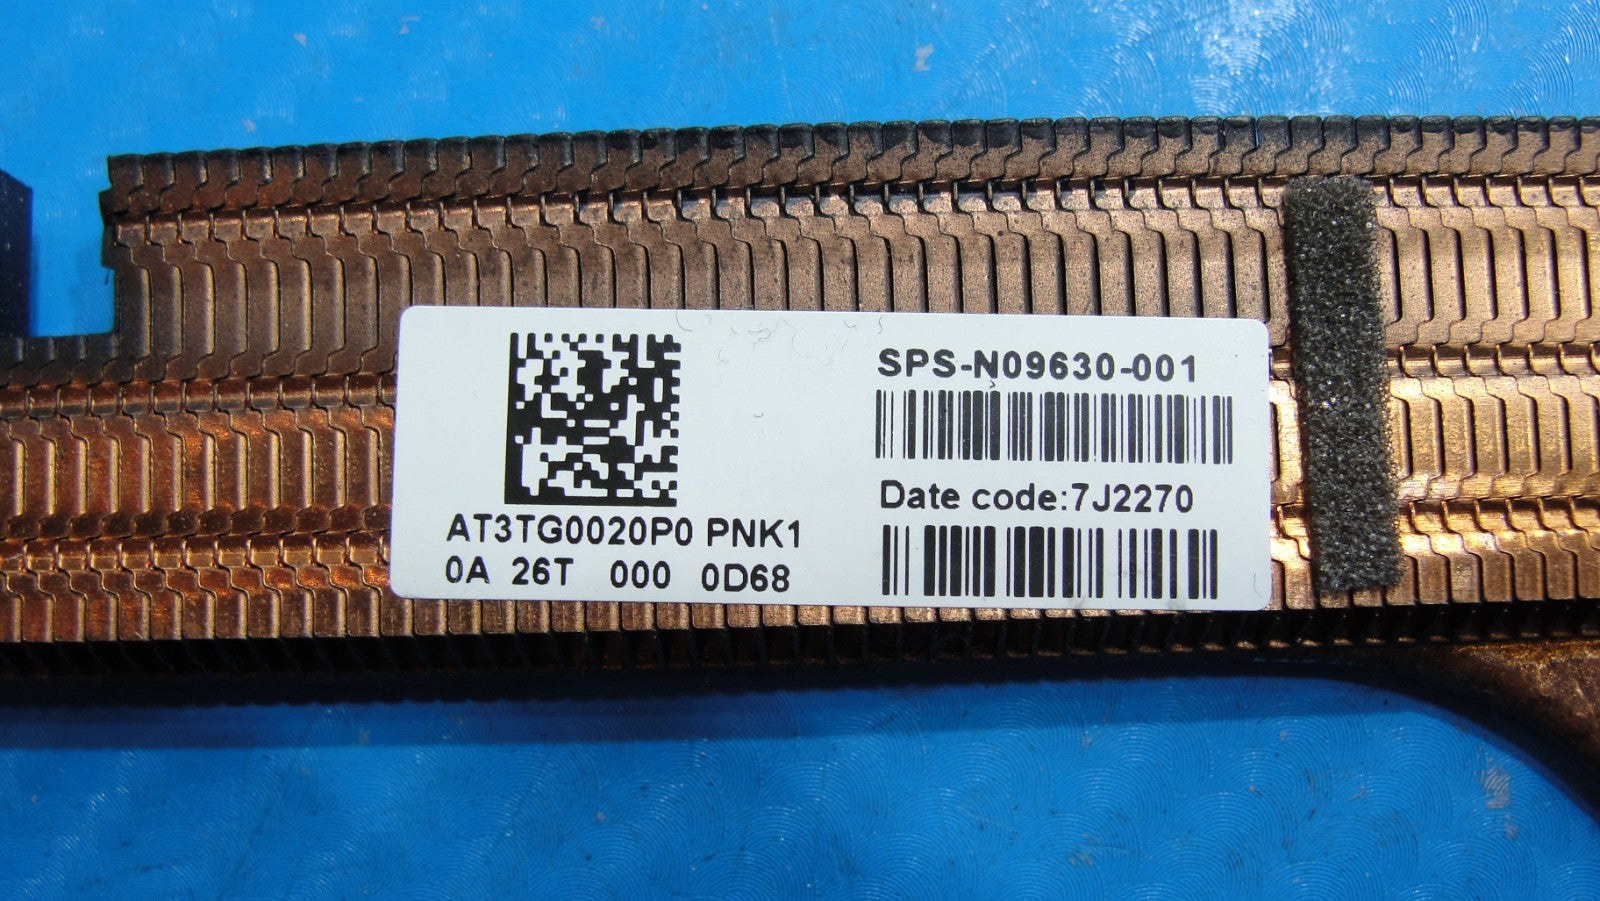 SPS-N09630-001
Date code:7J2270
AT3TG0020P0 PNK1
0A 26T 000 0D68